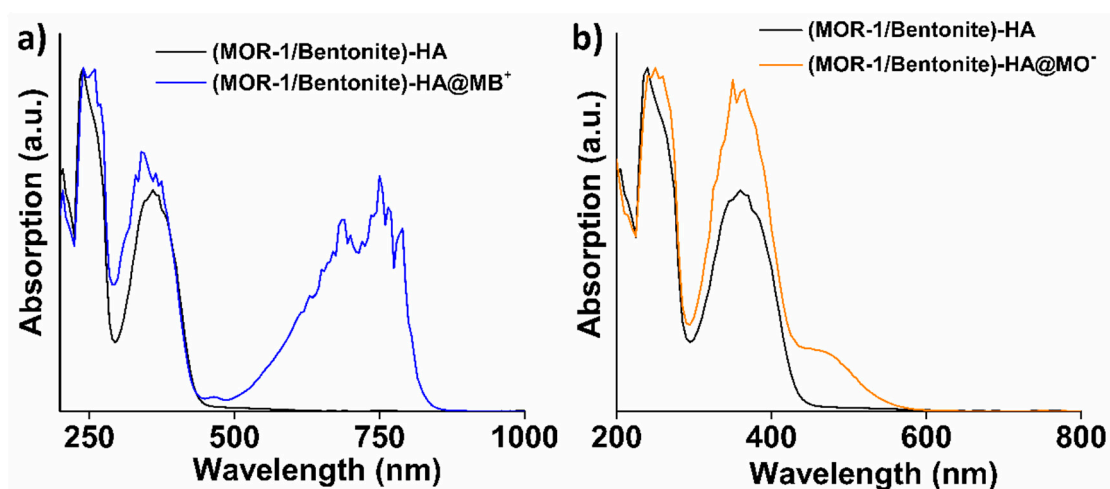 a)
(MOR-1/Bentonite)-HA
(MOR-1/Bentonite)-HA@MB⁺
Absorption (a.u.)
250 500 750 1000
Wavelength (nm)
b)
(MOR-1/Bentonite)-HA
(MOR-1/Bentonite)-HA@MO⁻
Absorption (a.u.)
200 400 600 800
Wavelength (nm)